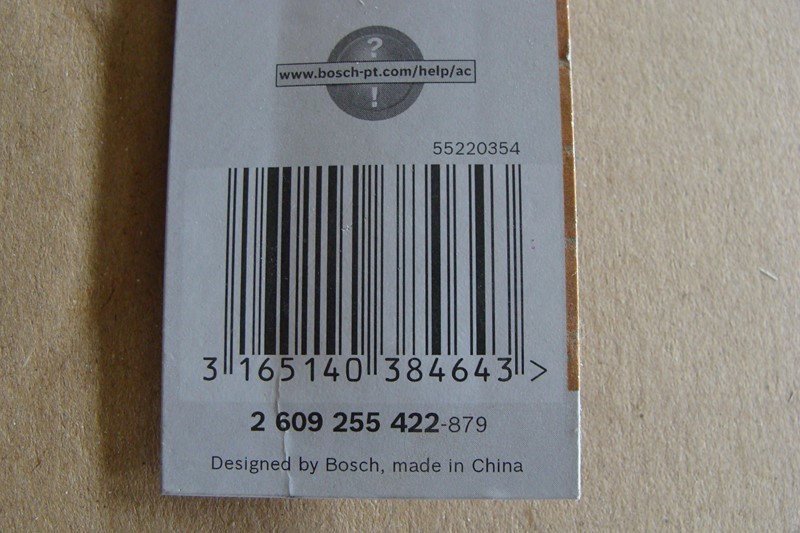 ?
www.bosch-pt.com/help/ac
!
55220354
3 165140 384643 >
2 609 255 422-879
Designed by Bosch, made in China